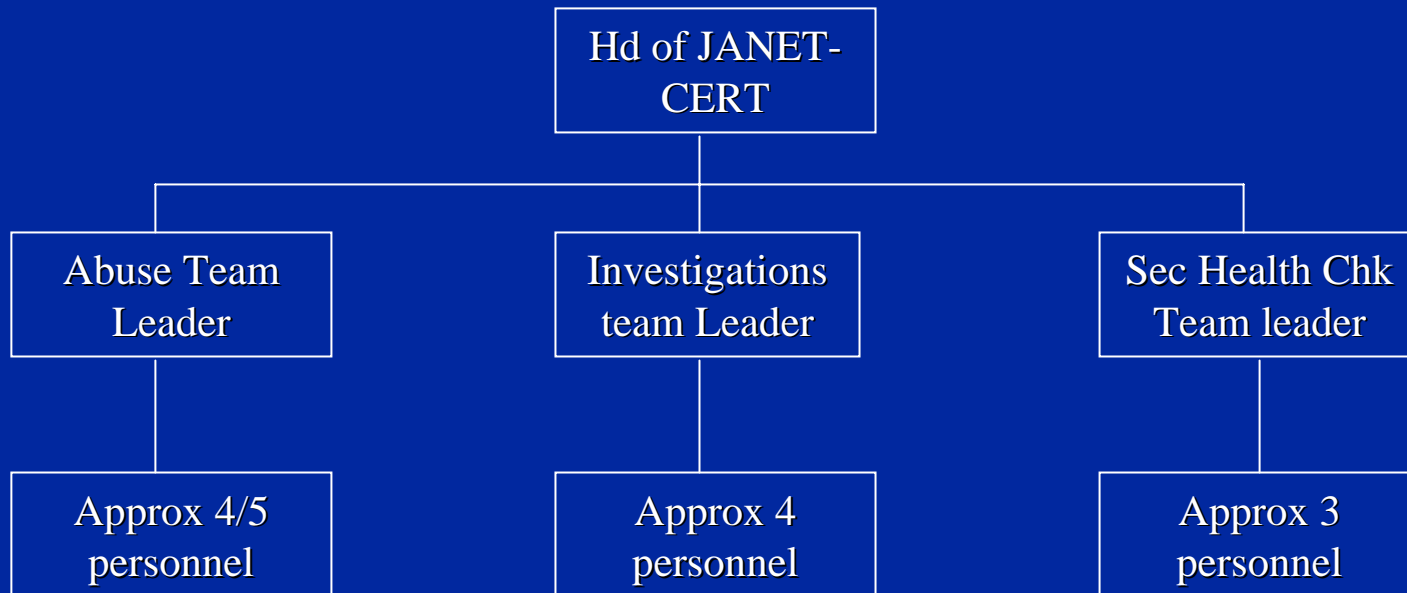 Hd of JANET-
CERT
Abuse Team
Leader
Investigations
team Leader
Sec Health Chk
Team leader
Approx 4/5
personnel
Approx 4
personnel
Approx 3
personnel